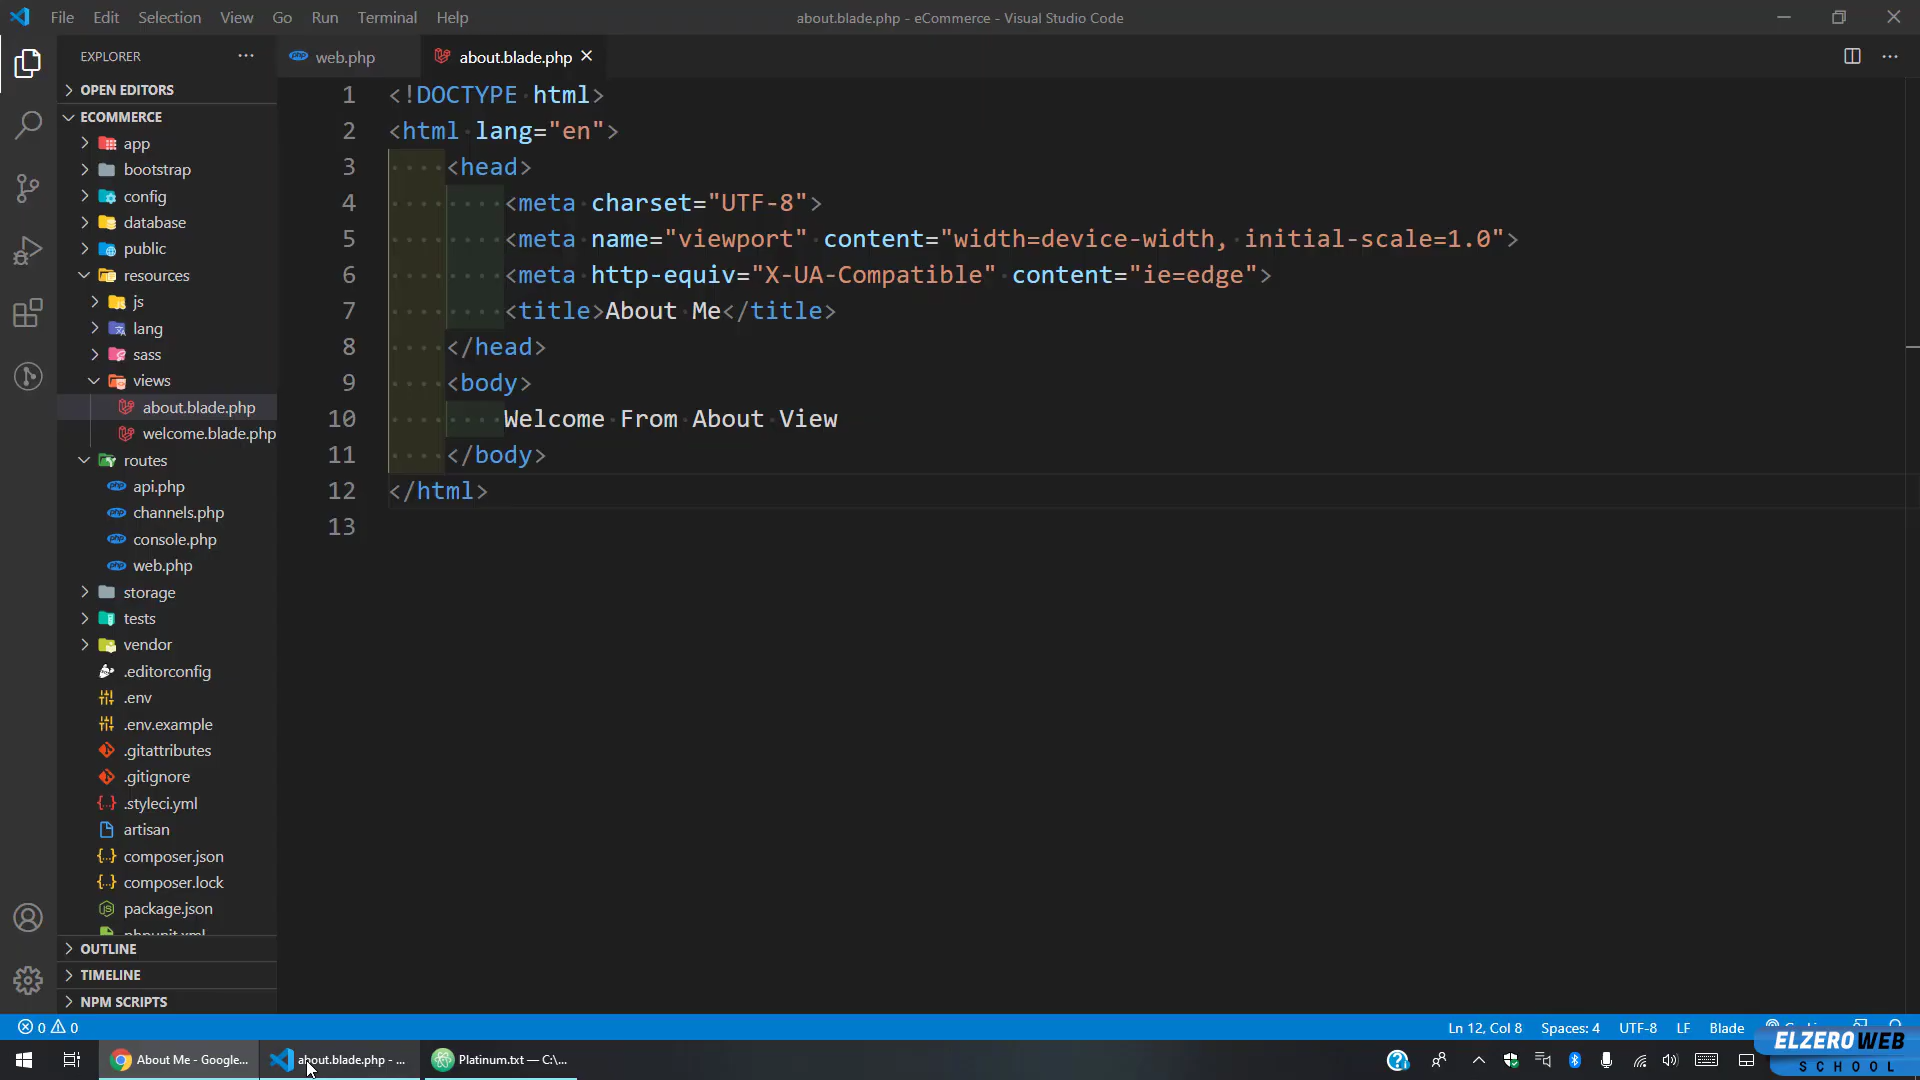 File Edit Selection View Go Run Terminal Help
about.blade.php - eCommerce - Visual Studio Code
EXPLORER
OPEN EDITORS
ECOMMERCE
app
bootstrap
config
database
public
resources
js
lang
sass
views
about.blade.php
welcome.blade.php
routes
api.php
channels.php
console.php
web.php
storage
tests
vendor
.editorconfig
.env
.env.example
.gitattributes
.gitignore
.styleci.yml
artisan
composer.json
composer.lock
package.json
phpunit.xml
OUTLINE
TIMELINE
NPM SCRIPTS
web.php about.blade.php
1 <!DOCTYPE html>
2 <html lang="en">
3 <head>
4 <meta charset="UTF-8">
5 <meta name="viewport" content="width=device-width, initial-scale=1.0">
6 <meta http-equiv="X-UA-Compatible" content="ie=edge">
7 <title>About Me</title>
8 </head>
9 <body>
10 Welcome From About View
11 </body>
12 </html>
13
0 0 Ln 12, Col 8 Spaces: 4 UTF-8 LF Blade
About Me - Google... about.blade.php - ... Platinum.txt — C:\...
ELZEROWEB
SCHOOL